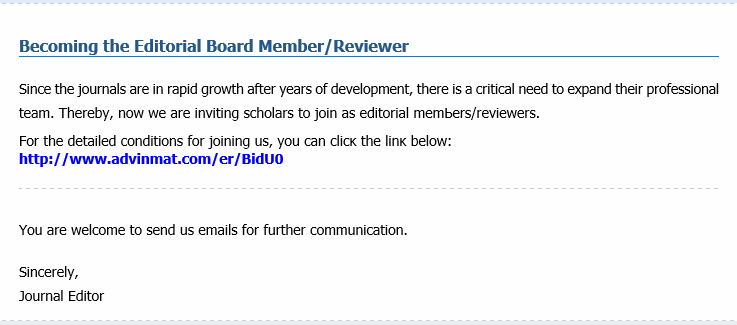 Becoming the Editorial Board Member/Reviewer
Since the journals are in rapid growth after years of development, there is a critical need to expand their professional
team. Thereby, now we are inviting scholars to join as editorial memЬers/reviewers.
For the detailed conditions for joining us, you can clicк the linк below:
http://www.advinmat.com/er/BidU0
You are welcome to send us emails for further communication.
Sincerely,
Journal Editor